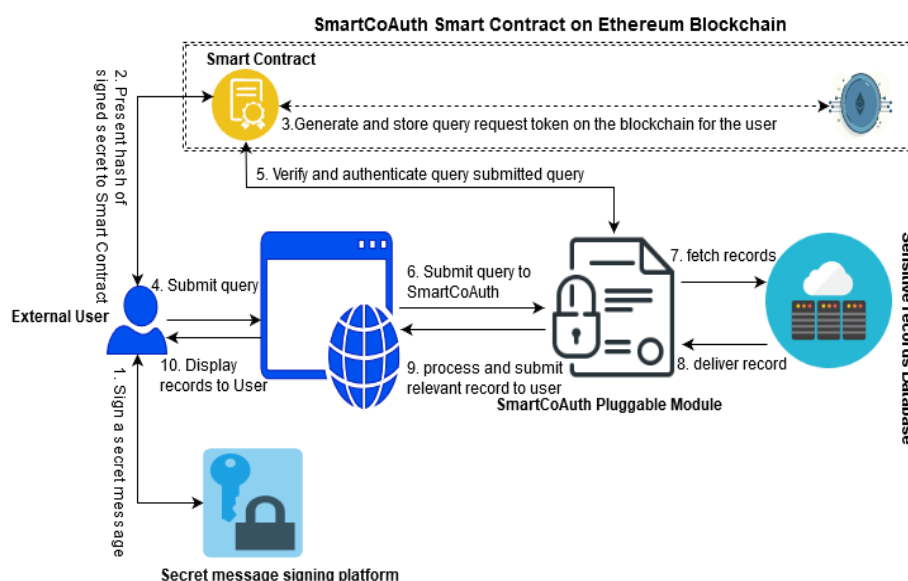 SmartCoAuth Smart Contract on Ethereum Blockchain
Smart Contract
2. Present hash of
signed secret to Smart Contract
3.Generate and store query request token on the blockchain for the user
5. Verify and authenticate query submitted query
4. Submit query
6. Submit query to
SmartCoAuth
7. fetch records
External User
10. Display
records to User
9. process and submit
relevant record to user
8. deliver record
SmartCoAuth Pluggable Module
Sensitive records Database
1. Sign a secret message
Secret message signing platform